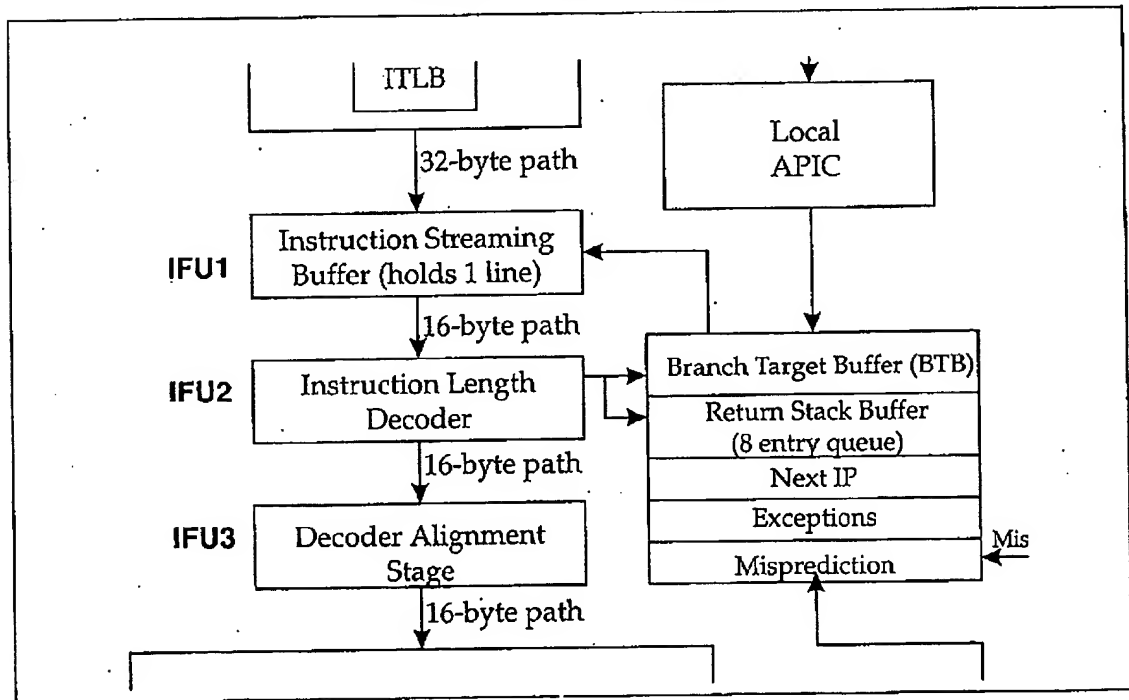 ITLB
32-byte path
IFU1
Instruction Streaming
Buffer (holds 1 line)
16-byte path
IFU2
Instruction Length
Decoder
16-byte path
IFU3
Decoder Alignment
Stage
16-byte path
Local
APIC
Branch Target Buffer (BTB)
Return Stack Buffer
(8 entry queue)
Next IP
Exceptions
Misprediction
Mis